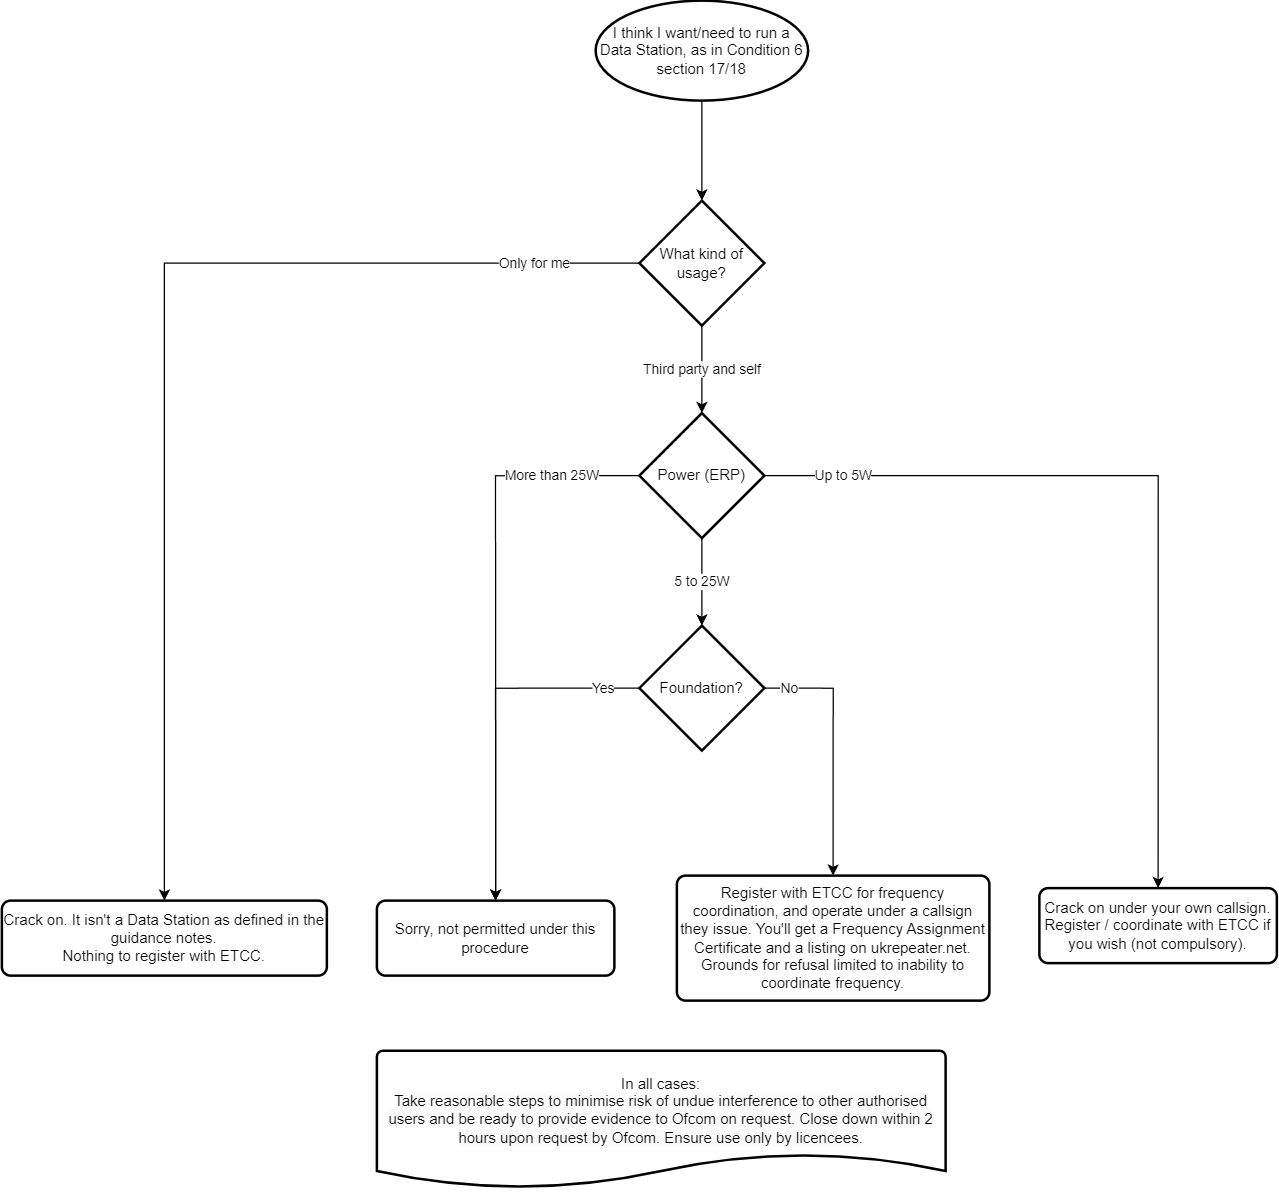 I think I want/need to run a
Data Station, as in Condition 6
section 17/18
What kind of
usage?
Only for me
Third party and self
Power (ERP)
More than 25W
Up to 5W
5 to 25W
Foundation?
Yes
No
Crack on. It isn't a Data Station as defined in the
guidance notes.
Nothing to register with ETCC.
Sorry, not permitted under this
procedure
Register with ETCC for frequency
coordination, and operate under a callsign
they issue. You'll get a Frequency Assignment
Certificate and a listing on ukrepeater.net.
Grounds for refusal limited to inability to
coordinate frequency.
Crack on under your own callsign.
Register / coordinate with ETCC if
you wish (not compulsory).
In all cases:
Take reasonable steps to minimise risk of undue interference to other authorised
users and be ready to provide evidence to Ofcom on request. Close down within 2
hours upon request by Ofcom. Ensure use only by licencees.